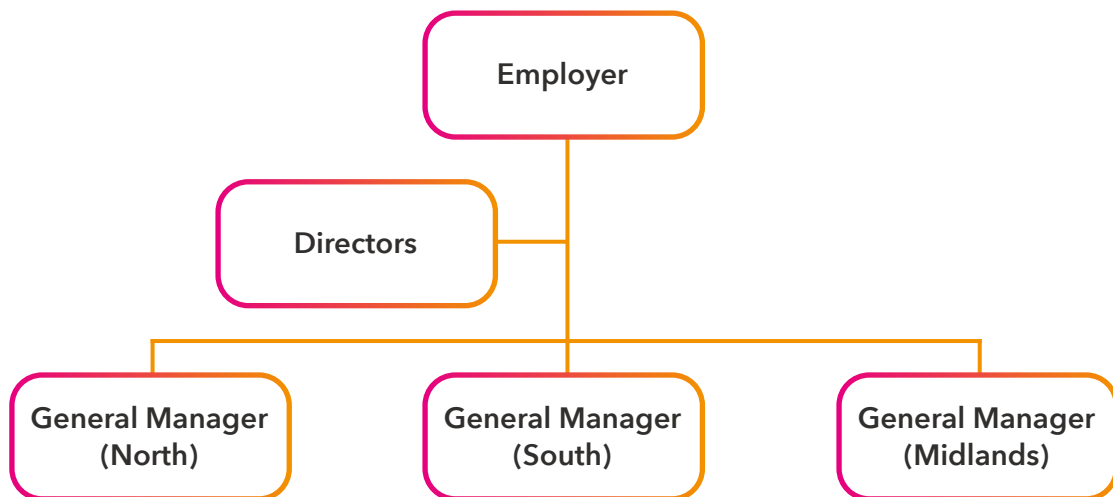 Employer
Directors
General Manager
(North)
General Manager
(South)
General Manager
(Midlands)